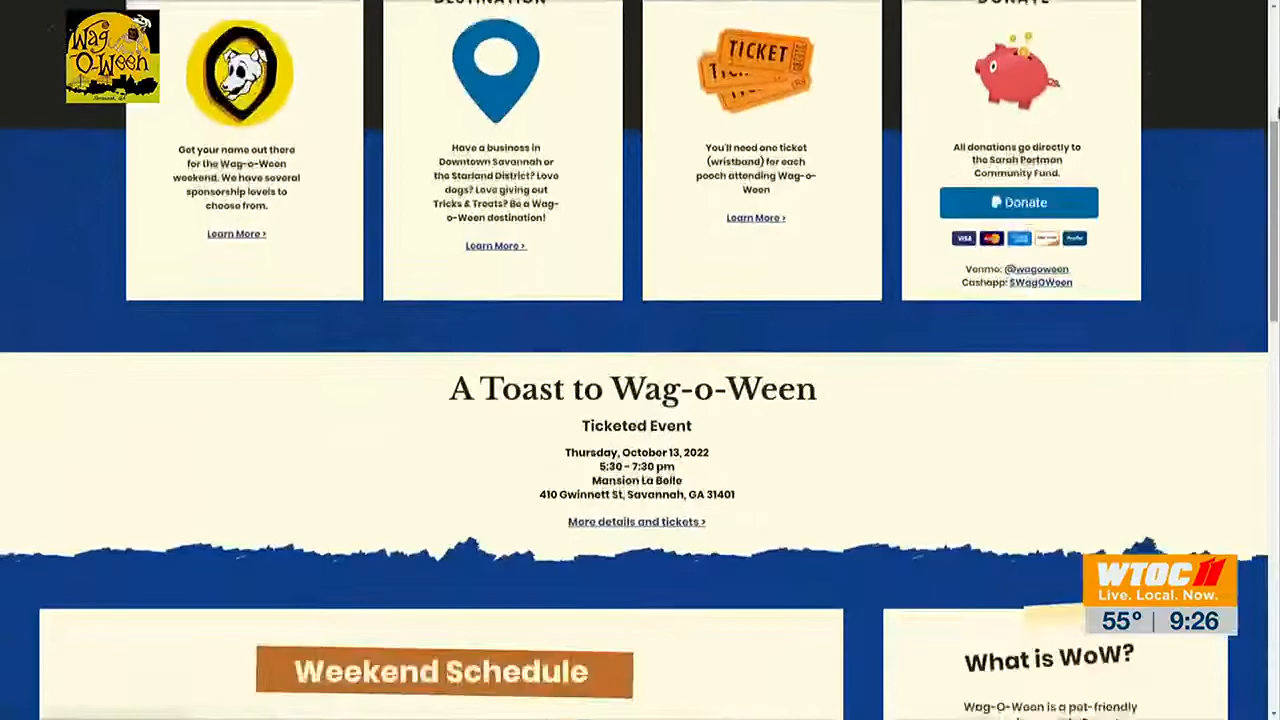 DESTINATION
DONATE
Wag
O Ween
Savannah, GA
Get your name out there
for the Wag-o-Ween
weekend. We have several
sponsorship levels to
choose from.
Learn More >
Have a business in
Downtown Savannah or
the Starland District? Love
dogs? Love giving out
Tricks & Treats? Be a Wag-
o-Ween destination!
Learn More >
TICKET
You'll need one ticket
(wristband) for each
pooch attending Wag-o-
Ween
Learn More >
All donations go directly to
the Sarah Portman
Community Fund.
Donate
VISA
PayPal
Venmo: @wagoween
Cashapp: $WagOWeen
A Toast to Wag-o-Ween
Ticketed Event
Thursday, October 13, 2022
5:30 - 7:30 pm
Mansion La Belle
410 Gwinnett St, Savannah, GA 31401
More details and tickets >
WTOC 11
Live. Local. Now.
55° | 9:26
Weekend Schedule
What is WoW?
Wag-O-Ween is a pet-friendly